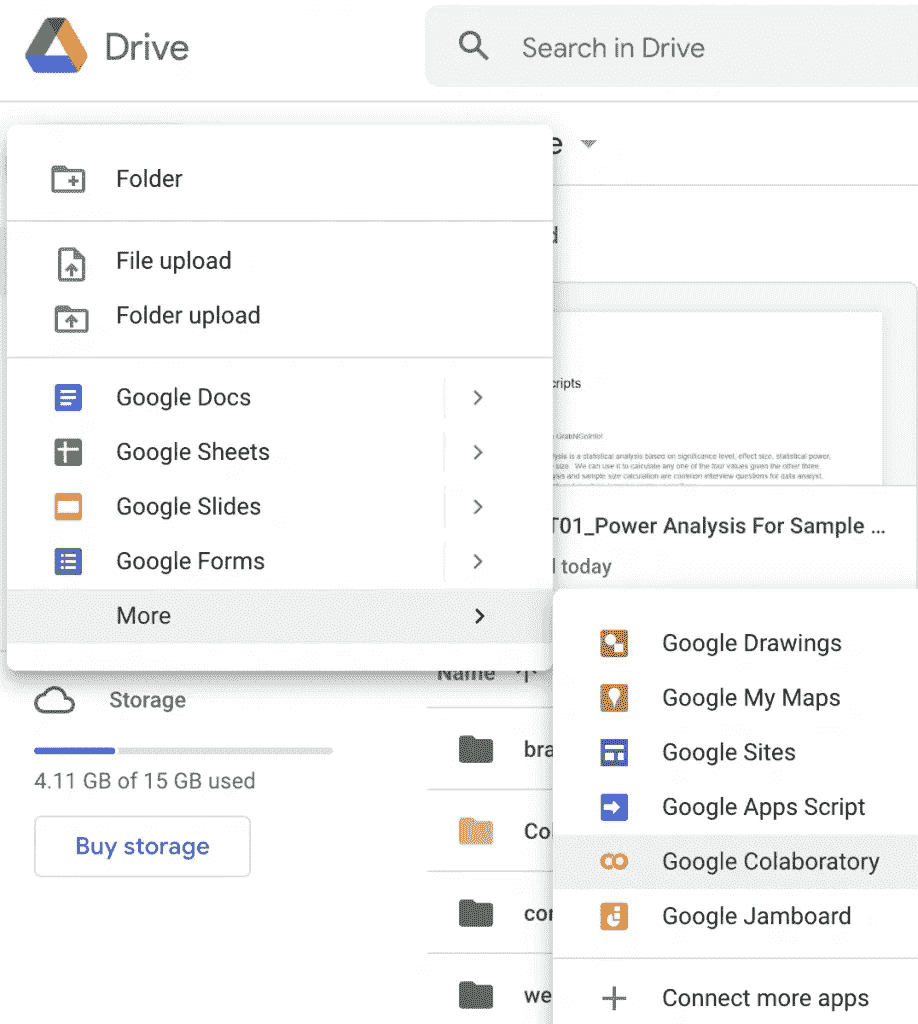 Drive
Search in Drive
Folder
File upload
Folder upload
Google Docs
Google Sheets
Google Slides
Google Forms
More
cripts
ysis is a statistical analysis based on significance level, effect size, statistical power,
size. We can use it to calculate any one of the four values given the other three.
sis and sample size calculation are common interview questions for data analyst,
T01_Power Analysis For Sample ...
today
Google Drawings
Google My Maps
Google Sites
Google Apps Script
Google Colaboratory
Google Jamboard
Connect more apps
Name
Storage
4.11 GB of 15 GB used
Buy storage
bra
Co
cor
we